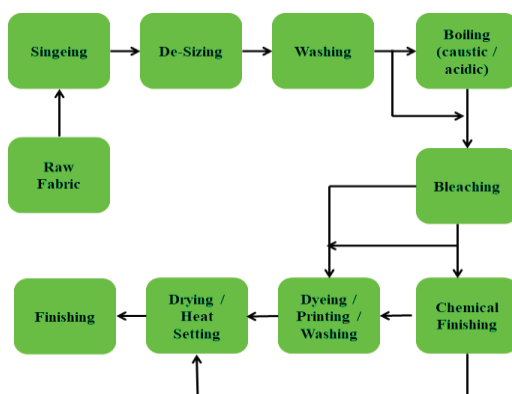 Singeing
De-Sizing
Washing
Boiling
(caustic /
acidic)
Raw
Fabric
Bleaching
Finishing
Drying /
Heat
Setting
Dyeing /
Printing /
Washing
Chemical
Finishing